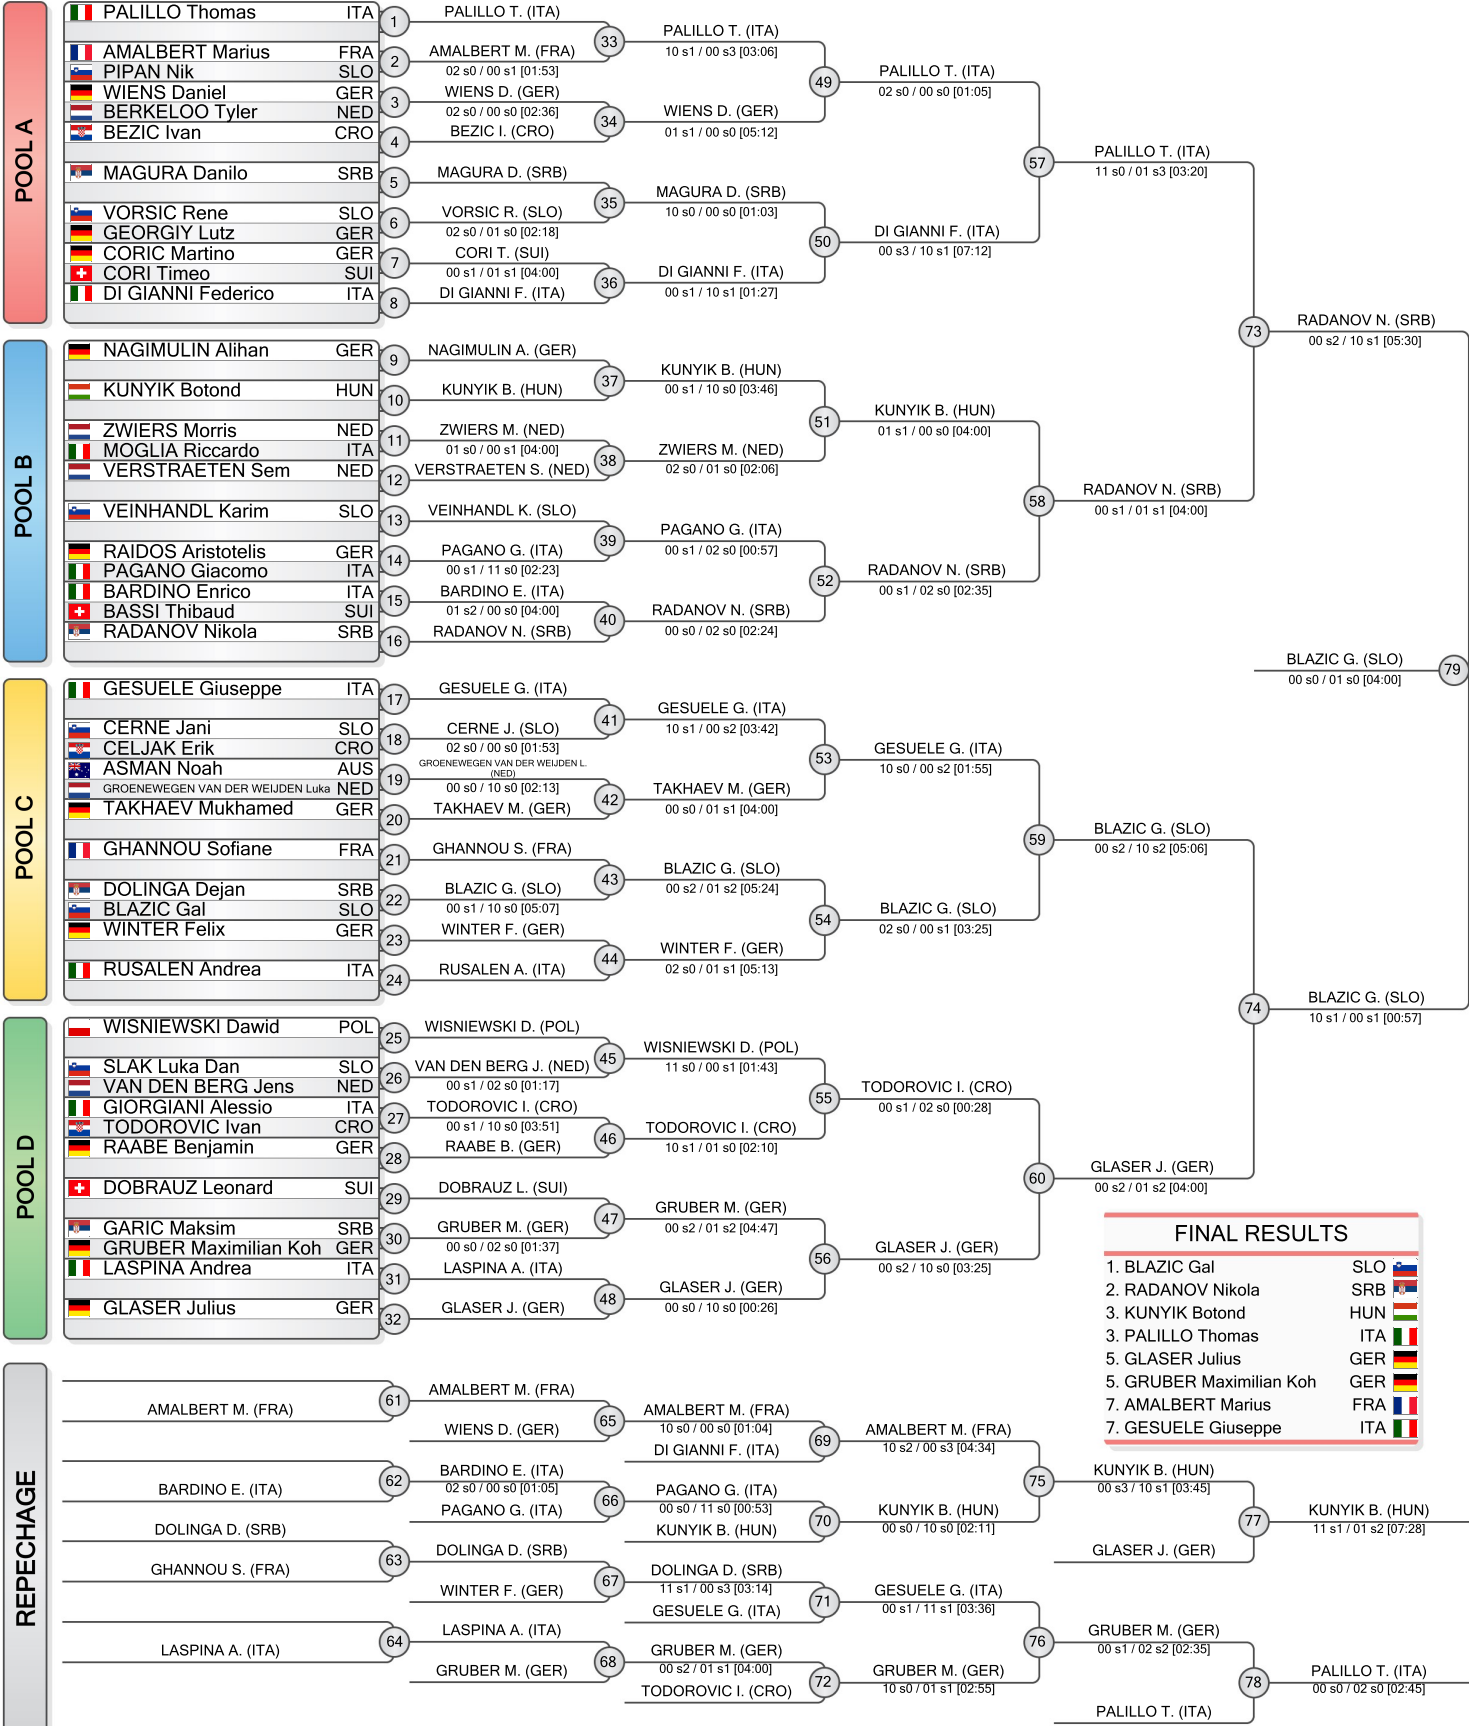 POOL A
PALILLO Thomas ITA
AMALBERT Marius FRA
PIPAN Nik SLO
WIENS Daniel GER
BERKELOO Tyler NED
BEZIC Ivan CRO
MAGURA Danilo SRB
VORSIC Rene SLO
GEORGIY Lutz GER
CORIC Martino GER
CORI Timeo SUI
DI GIANNI Federico ITA
1
2
3
4
5
6
7
8
PALILLO T. (ITA)
AMALBERT M. (FRA)
02 s0 / 00 s1 [01:53]
WIENS D. (GER)
02 s0 / 00 s0 [02:36]
BEZIC I. (CRO)
MAGURA D. (SRB)
VORSIC R. (SLO)
02 s0 / 01 s0 [02:18]
CORI T. (SUI)
00 s1 / 01 s1 [04:00]
DI GIANNI F. (ITA)
33
34
35
36
PALILLO T. (ITA)
10 s1 / 00 s3 [03:06]
WIENS D. (GER)
01 s1 / 00 s0 [05:12]
MAGURA D. (SRB)
10 s0 / 00 s0 [01:03]
DI GIANNI F. (ITA)
00 s1 / 10 s1 [01:27]
49
50
PALILLO T. (ITA)
02 s0 / 00 s0 [01:05]
DI GIANNI F. (ITA)
00 s3 / 10 s1 [07:12]
57
PALILLO T. (ITA)
11 s0 / 01 s3 [03:20]
POOL B
NAGIMULIN Alihan GER
KUNYIK Botond HUN
ZWIERS Morris NED
MOGLIA Riccardo ITA
VERSTRAETEN Sem NED
VEINHANDL Karim SLO
RAIDOS Aristotelis GER
PAGANO Giacomo ITA
BARDINO Enrico ITA
BASSI Thibaud SUI
RADANOV Nikola SRB
9
10
11
12
13
14
15
16
NAGIMULIN A. (GER)
KUNYIK B. (HUN)
ZWIERS M. (NED)
01 s0 / 00 s1 [04:00]
VERSTRAETEN S. (NED)
VEINHANDL K. (SLO)
PAGANO G. (ITA)
00 s1 / 11 s0 [02:23]
BARDINO E. (ITA)
01 s2 / 00 s0 [04:00]
RADANOV N. (SRB)
37
38
39
40
KUNYIK B. (HUN)
00 s1 / 10 s0 [03:46]
ZWIERS M. (NED)
02 s0 / 01 s0 [02:06]
PAGANO G. (ITA)
00 s1 / 02 s0 [00:57]
RADANOV N. (SRB)
00 s0 / 02 s0 [02:24]
51
52
KUNYIK B. (HUN)
01 s1 / 00 s0 [04:00]
RADANOV N. (SRB)
00 s1 / 02 s0 [02:35]
58
RADANOV N. (SRB)
00 s1 / 01 s1 [04:00]
73
RADANOV N. (SRB)
00 s2 / 10 s1 [05:30]
BLAZIC G. (SLO)
00 s0 / 01 s0 [04:00]
79
POOL C
GESUELE Giuseppe ITA
CERNE Jani SLO
CELJAK Erik CRO
ASMAN Noah AUS
GROENEWEGEN VAN DER WEIJDEN Luka NED
TAKHAEV Mukhamed GER
GHANNOU Sofiane FRA
DOLINGA Dejan SRB
BLAZIC Gal SLO
WINTER Felix GER
RUSALEN Andrea ITA
17
18
19
20
21
22
23
24
GESUELE G. (ITA)
CERNE J. (SLO)
02 s0 / 00 s0 [01:53]
GROENEWEGEN VAN DER WEIJDEN L.
(NED)
00 s0 / 10 s0 [02:13]
TAKHAEV M. (GER)
GHANNOU S. (FRA)
BLAZIC G. (SLO)
00 s1 / 10 s0 [05:07]
WINTER F. (GER)
RUSALEN A. (ITA)
41
42
43
44
GESUELE G. (ITA)
10 s1 / 00 s2 [03:42]
TAKHAEV M. (GER)
00 s0 / 01 s1 [04:00]
BLAZIC G. (SLO)
00 s2 / 01 s2 [05:24]
WINTER F. (GER)
02 s0 / 01 s1 [05:13]
53
54
GESUELE G. (ITA)
10 s0 / 00 s2 [01:55]
BLAZIC G. (SLO)
02 s0 / 00 s1 [03:25]
59
BLAZIC G. (SLO)
00 s2 / 10 s2 [05:06]
74
BLAZIC G. (SLO)
10 s1 / 00 s1 [00:57]
POOL D
WISNIEWSKI Dawid POL
SLAK Luka Dan SLO
VAN DEN BERG Jens NED
GIORGIANI Alessio ITA
TODOROVIC Ivan CRO
RAABE Benjamin GER
DOBRAUZ Leonard SUI
GARIC Maksim SRB
GRUBER Maximilian Koh GER
LASPINA Andrea ITA
GLASER Julius GER
25
26
27
28
29
30
31
32
WISNIEWSKI D. (POL)
VAN DEN BERG J. (NED)
00 s1 / 02 s0 [01:17]
TODOROVIC I. (CRO)
00 s1 / 10 s0 [03:51]
RAABE B. (GER)
DOBRAUZ L. (SUI)
GRUBER M. (GER)
00 s0 / 02 s0 [01:37]
LASPINA A. (ITA)
GLASER J. (GER)
45
46
47
48
WISNIEWSKI D. (POL)
11 s0 / 00 s1 [01:43]
TODOROVIC I. (CRO)
10 s1 / 01 s0 [02:10]
GRUBER M. (GER)
00 s2 / 01 s2 [04:47]
GLASER J. (GER)
00 s0 / 10 s0 [00:26]
55
56
TODOROVIC I. (CRO)
00 s1 / 02 s0 [00:28]
GLASER J. (GER)
00 s2 / 10 s0 [03:25]
60
GLASER J. (GER)
00 s2 / 01 s2 [04:00]
FINAL RESULTS
1. BLAZIC Gal SLO
2. RADANOV Nikola SRB
3. KUNYIK Botond HUN
3. PALILLO Thomas ITA
5. GLASER Julius GER
5. GRUBER Maximilian Koh GER
7. AMALBERT Marius FRA
7. GESUELE Giuseppe ITA
REPECHAGE
AMALBERT M. (FRA)
BARDINO E. (ITA)
DOLINGA D. (SRB)
GHANNOU S. (FRA)
LASPINA A. (ITA)
61
62
63
64
AMALBERT M. (FRA)
WIENS D. (GER)
BARDINO E. (ITA)
02 s0 / 00 s0 [01:05]
PAGANO G. (ITA)
DOLINGA D. (SRB)
WINTER F. (GER)
LASPINA A. (ITA)
GRUBER M. (GER)
65
66
67
68
AMALBERT M. (FRA)
10 s0 / 00 s0 [01:04]
DI GIANNI F. (ITA)
PAGANO G. (ITA)
00 s0 / 11 s0 [00:53]
KUNYIK B. (HUN)
DOLINGA D. (SRB)
11 s1 / 00 s3 [03:14]
GESUELE G. (ITA)
GRUBER M. (GER)
00 s2 / 01 s1 [04:00]
TODOROVIC I. (CRO)
69
70
71
72
AMALBERT M. (FRA)
10 s2 / 00 s3 [04:34]
KUNYIK B. (HUN)
00 s0 / 10 s0 [02:11]
GESUELE G. (ITA)
00 s1 / 11 s1 [03:36]
GRUBER M. (GER)
10 s0 / 01 s1 [02:55]
75
76
KUNYIK B. (HUN)
00 s3 / 10 s1 [03:45]
GLASER J. (GER)
GRUBER M. (GER)
00 s1 / 02 s2 [02:35]
PALILLO T. (ITA)
77
78
KUNYIK B. (HUN)
11 s1 / 01 s2 [07:28]
PALILLO T. (ITA)
00 s0 / 02 s0 [02:45]